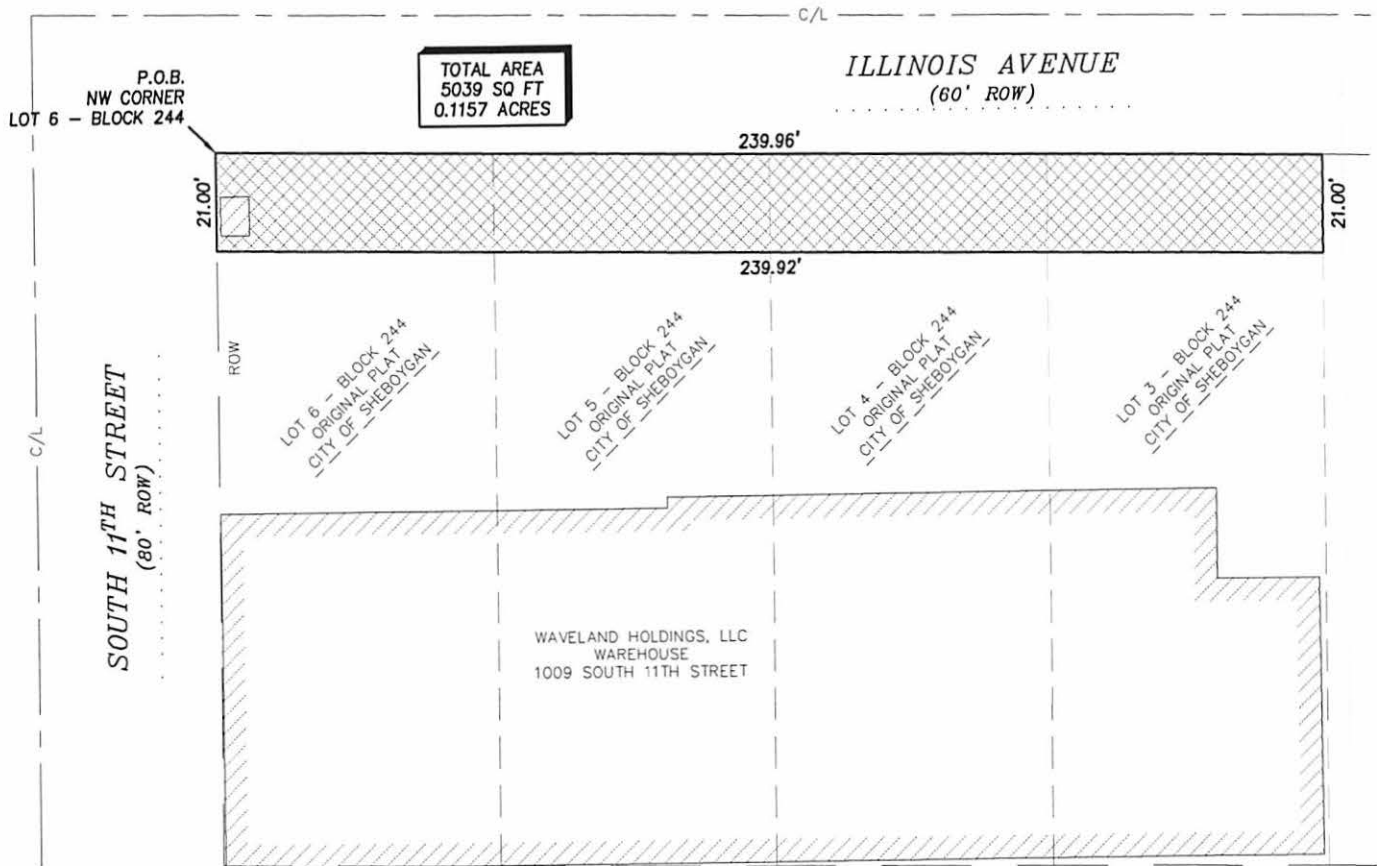 C/L
P.O.B.
NW CORNER
LOT 6 - BLOCK 244
TOTAL AREA
5039 SQ FT
0.1157 ACRES
ILLINOIS AVENUE
(60' ROW)
239.96'
21.00'
21.00'
239.92'
ROW
LOT 6 - BLOCK 244
ORIGINAL PLAT
CITY OF SHEBOYGAN
LOT 5 - BLOCK 244
ORIGINAL PLAT
CITY OF SHEBOYGAN
LOT 4 - BLOCK 244
ORIGINAL PLAT
CITY OF SHEBOYGAN
LOT 3 - BLOCK 244
ORIGINAL PLAT
CITY OF SHEBOYGAN
C/L
SOUTH 11TH STREET
(80' ROW)
WAVELAND HOLDINGS, LLC
WAREHOUSE
1009 SOUTH 11TH STREET